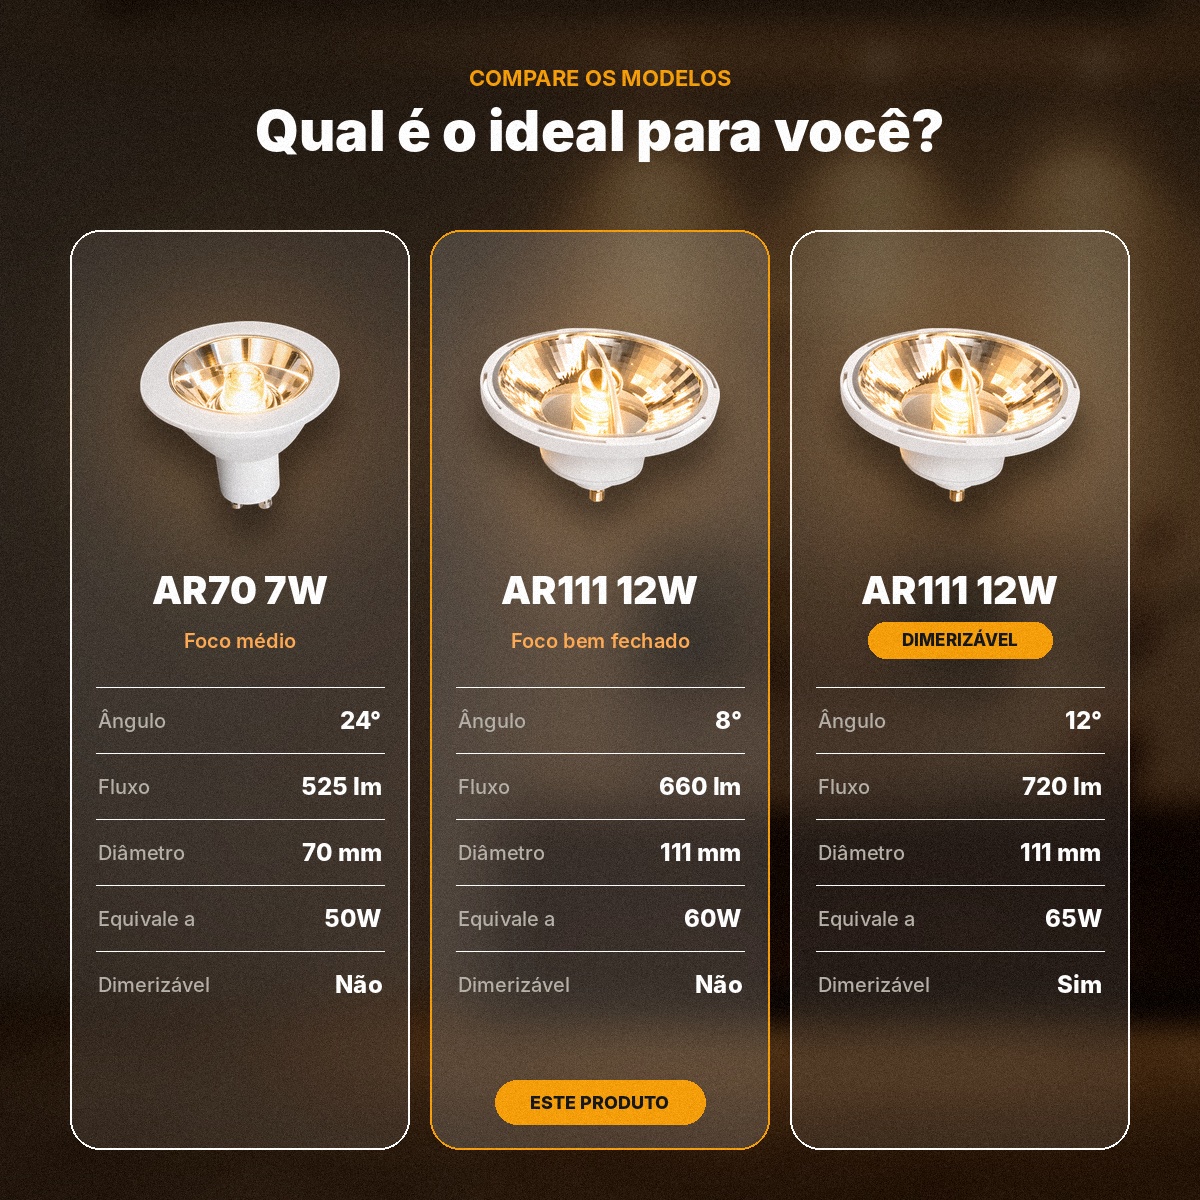 COMPARE OS MODELOS
Qual é o ideal para você?
AR70 7W
Foco médio
Ângulo 24°
Fluxo 525 lm
Diâmetro 70 mm
Equivale a 50W
Dimerizável Não
AR111 12W
Foco bem fechado
Ângulo 8°
Fluxo 660 lm
Diâmetro 111 mm
Equivale a 60W
Dimerizável Não
ESTE PRODUTO
AR111 12W
DIMERIZÁVEL
Ângulo 12°
Fluxo 720 lm
Diâmetro 111 mm
Equivale a 65W
Dimerizável Sim